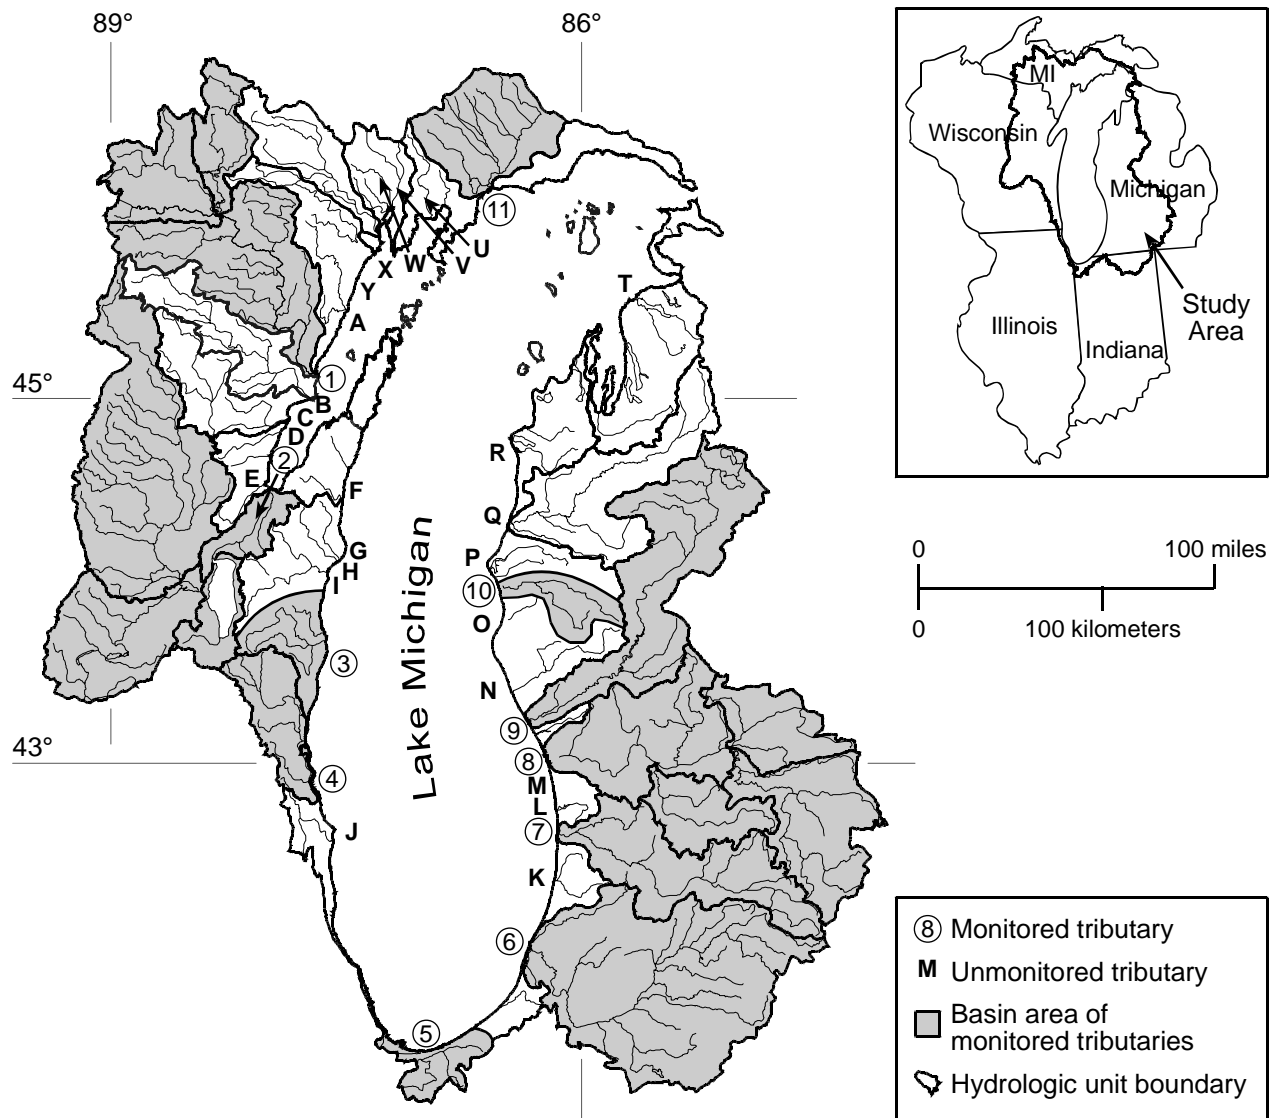 89°
86°
MI
Wisconsin
Michigan
11
U
X
W
V
Y
T
A
Study
Area
Illinois
Indiana
1
45°
B
C
D
R
2
E
F
Q
G
P
H
I
10
0
100 miles
O
0
100 kilometers
Lake Michigan
3
N
9
43°
8
4
M
L
7
J
K
8 Monitored tributary
6
M Unmonitored tributary
Basin area of
monitored tributaries
5
Hydrologic unit boundary